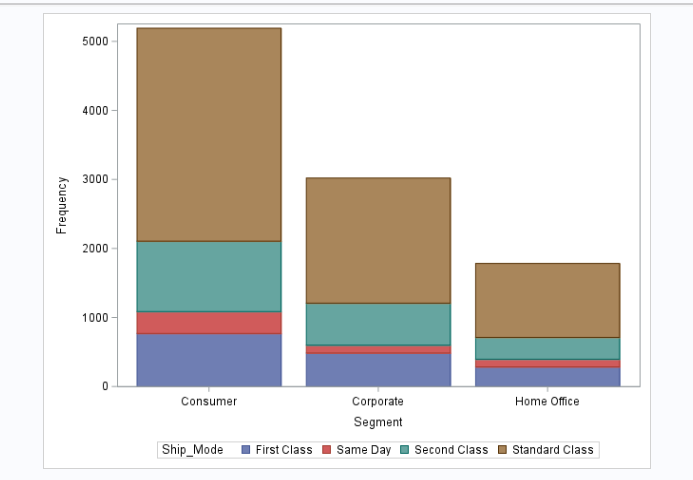 5000
4000
3000
2000
1000
0
Frequency
Consumer Corporate Home Office
Segment
Ship_Mode First Class Same Day Second Class Standard Class